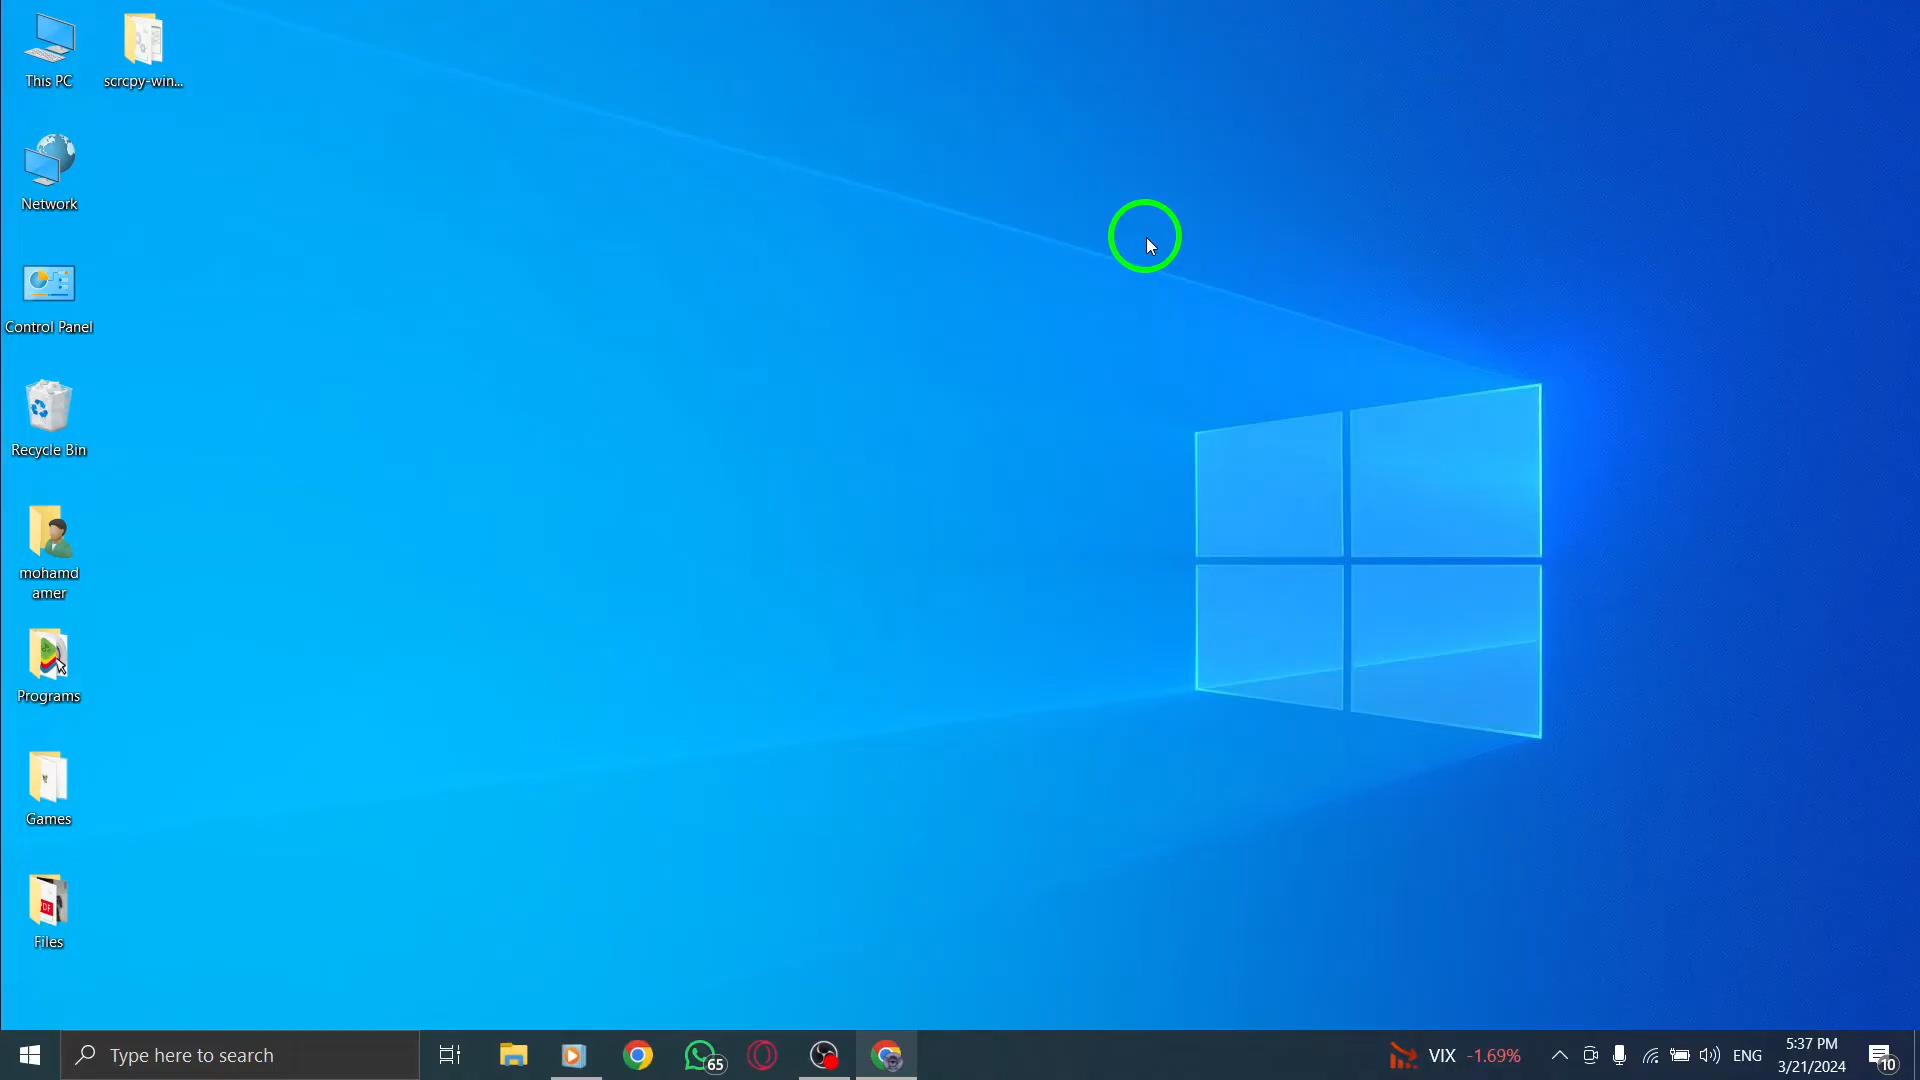 This PC
scrcpy-win...
Network
Control Panel
Recycle Bin
mohamd
amer
Programs
Games
PDF
Files
Type here to search
65
VIX -1.69%
ENG
5:37 PM
3/21/2024
10